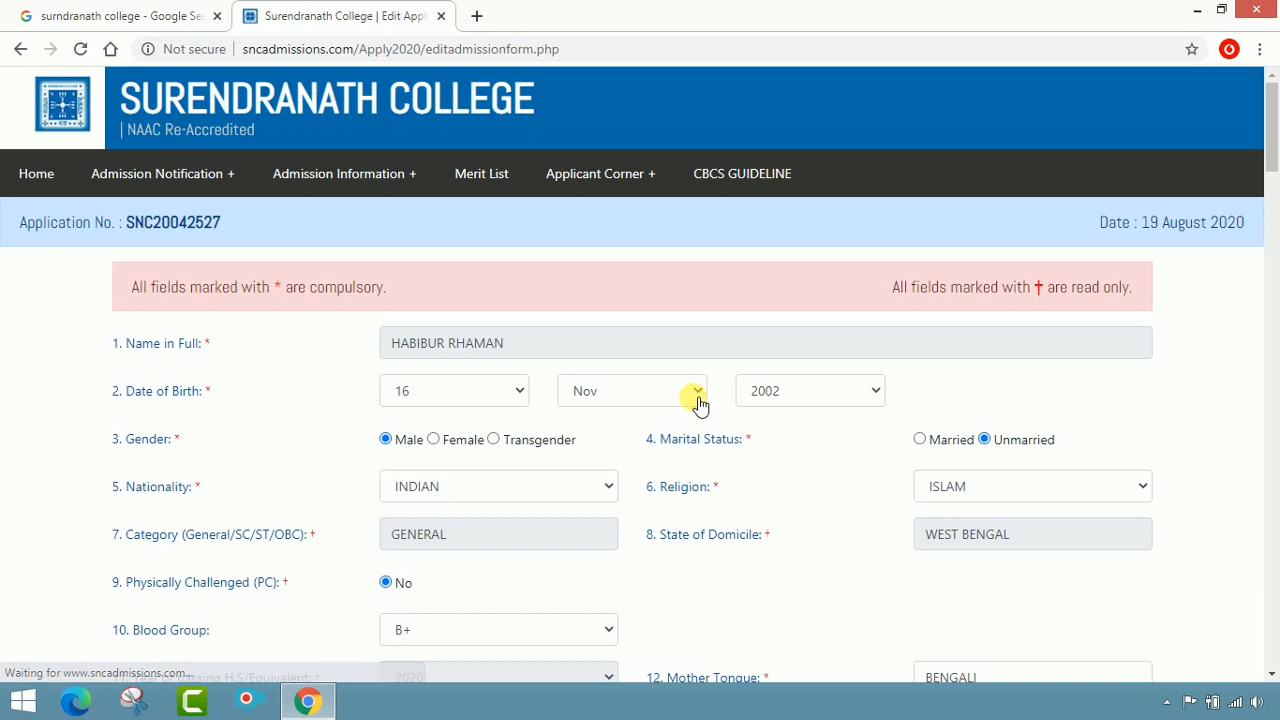 surndranath college - Google Se
Surendranath College | Edit App
Not secure
sncadmissions.com/Apply2020/editadmissionform.php
SURENDRANATH COLLEGE
| NAAC Re-Accredited
Home Admission Notification + Admission Information + Merit List Applicant Corner + CBCS GUIDELINE
Application No. : SNC20042527 Date : 19 August 2020
All fields marked with * are compulsory. All fields marked with † are read only.
1. Name in Full: * HABIBUR RHAMAN
2. Date of Birth: * 16 Nov 2002
3. Gender: * Male Female Transgender 4. Marital Status: * Married Unmarried
5. Nationality: * INDIAN 6. Religion: * ISLAM
7. Category (General/SC/ST/OBC): † GENERAL 8. State of Domicile: † WEST BENGAL
9. Physically Challenged (PC): † No
10. Blood Group: B+
Waiting for www.sncadmissions.com...
passing H.S/Equivalent: † 2020 12. Mother Tongue: * BENGALI